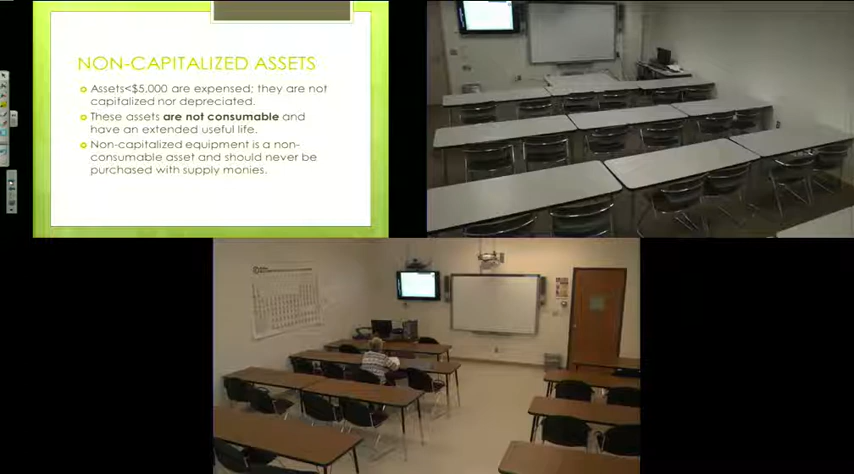 NON-CAPITALIZED ASSETS
Assets<$5,000 are expensed; they are not
capitalized nor depreciated.
These assets are not consumable and
have an extended useful life.
Non-capitalized equipment is a non-
consumable asset and should never be
purchased with supply monies.